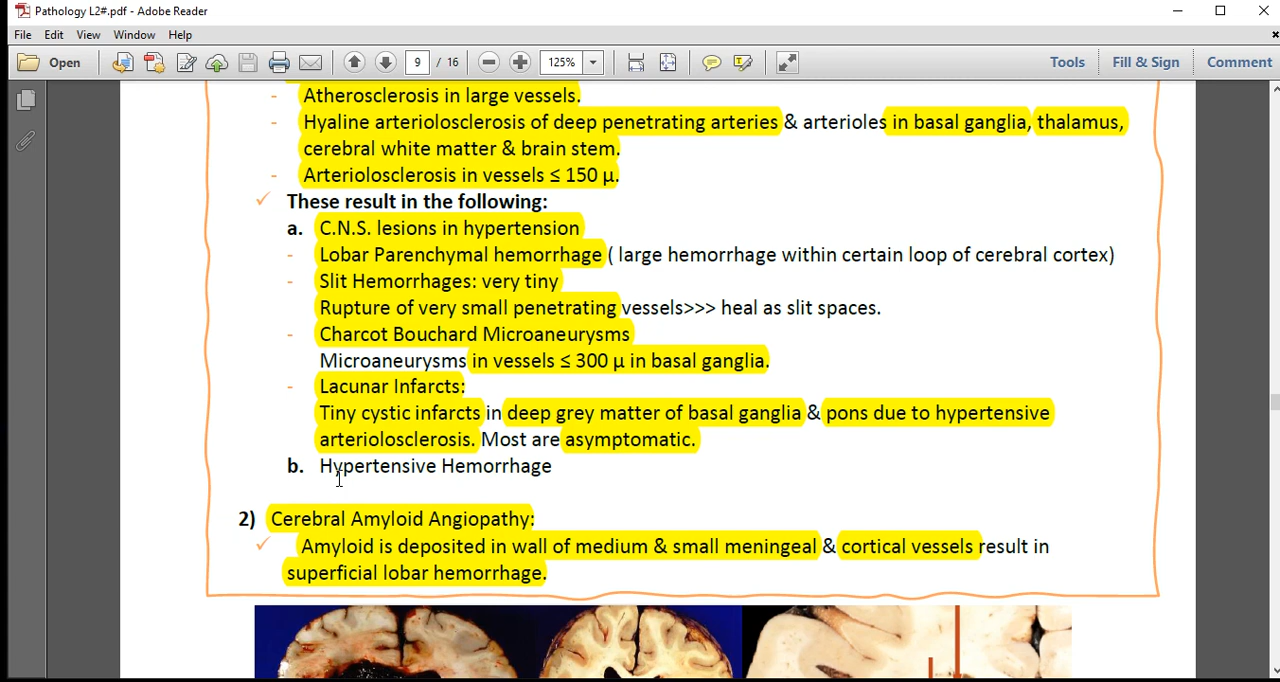 Pathology L2#.pdf - Adobe Reader
File Edit View Window Help
Open 9 / 16 125% Tools Fill & Sign Comment
- Atherosclerosis in large vessels.
- Hyaline arteriolosclerosis of deep penetrating arteries & arterioles in basal ganglia, thalamus,
cerebral white matter & brain stem.
- Arteriolosclerosis in vessels ≤ 150 µ.
✓ These result in the following:
a. C.N.S. lesions in hypertension
- Lobar Parenchymal hemorrhage ( large hemorrhage within certain loop of cerebral cortex)
- Slit Hemorrhages: very tiny
Rupture of very small penetrating vessels>>> heal as slit spaces.
- Charcot Bouchard Microaneurysms
Microaneurysms in vessels ≤ 300 µ in basal ganglia.
- Lacunar Infarcts:
Tiny cystic infarcts in deep grey matter of basal ganglia & pons due to hypertensive
arteriolosclerosis. Most are asymptomatic.
b. Hypertensive Hemorrhage
2) Cerebral Amyloid Angiopathy:
✓ Amyloid is deposited in wall of medium & small meningeal & cortical vessels result in
superficial lobar hemorrhage.